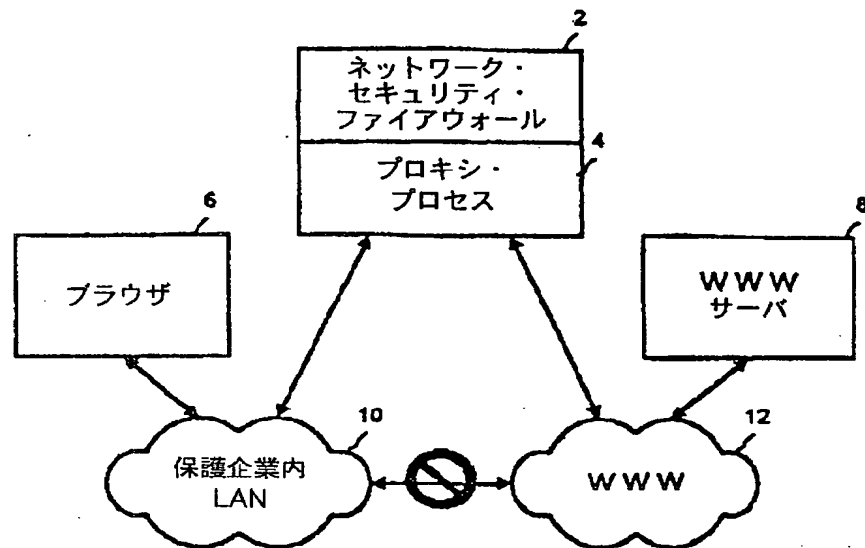 2
ネットワーク・
セキュリティ・
ファイアウォール
4
プロキシ・
プロセス
6
ブラウザ
8
WWW
サーバ
10
保護企業内
LAN
12
WWW